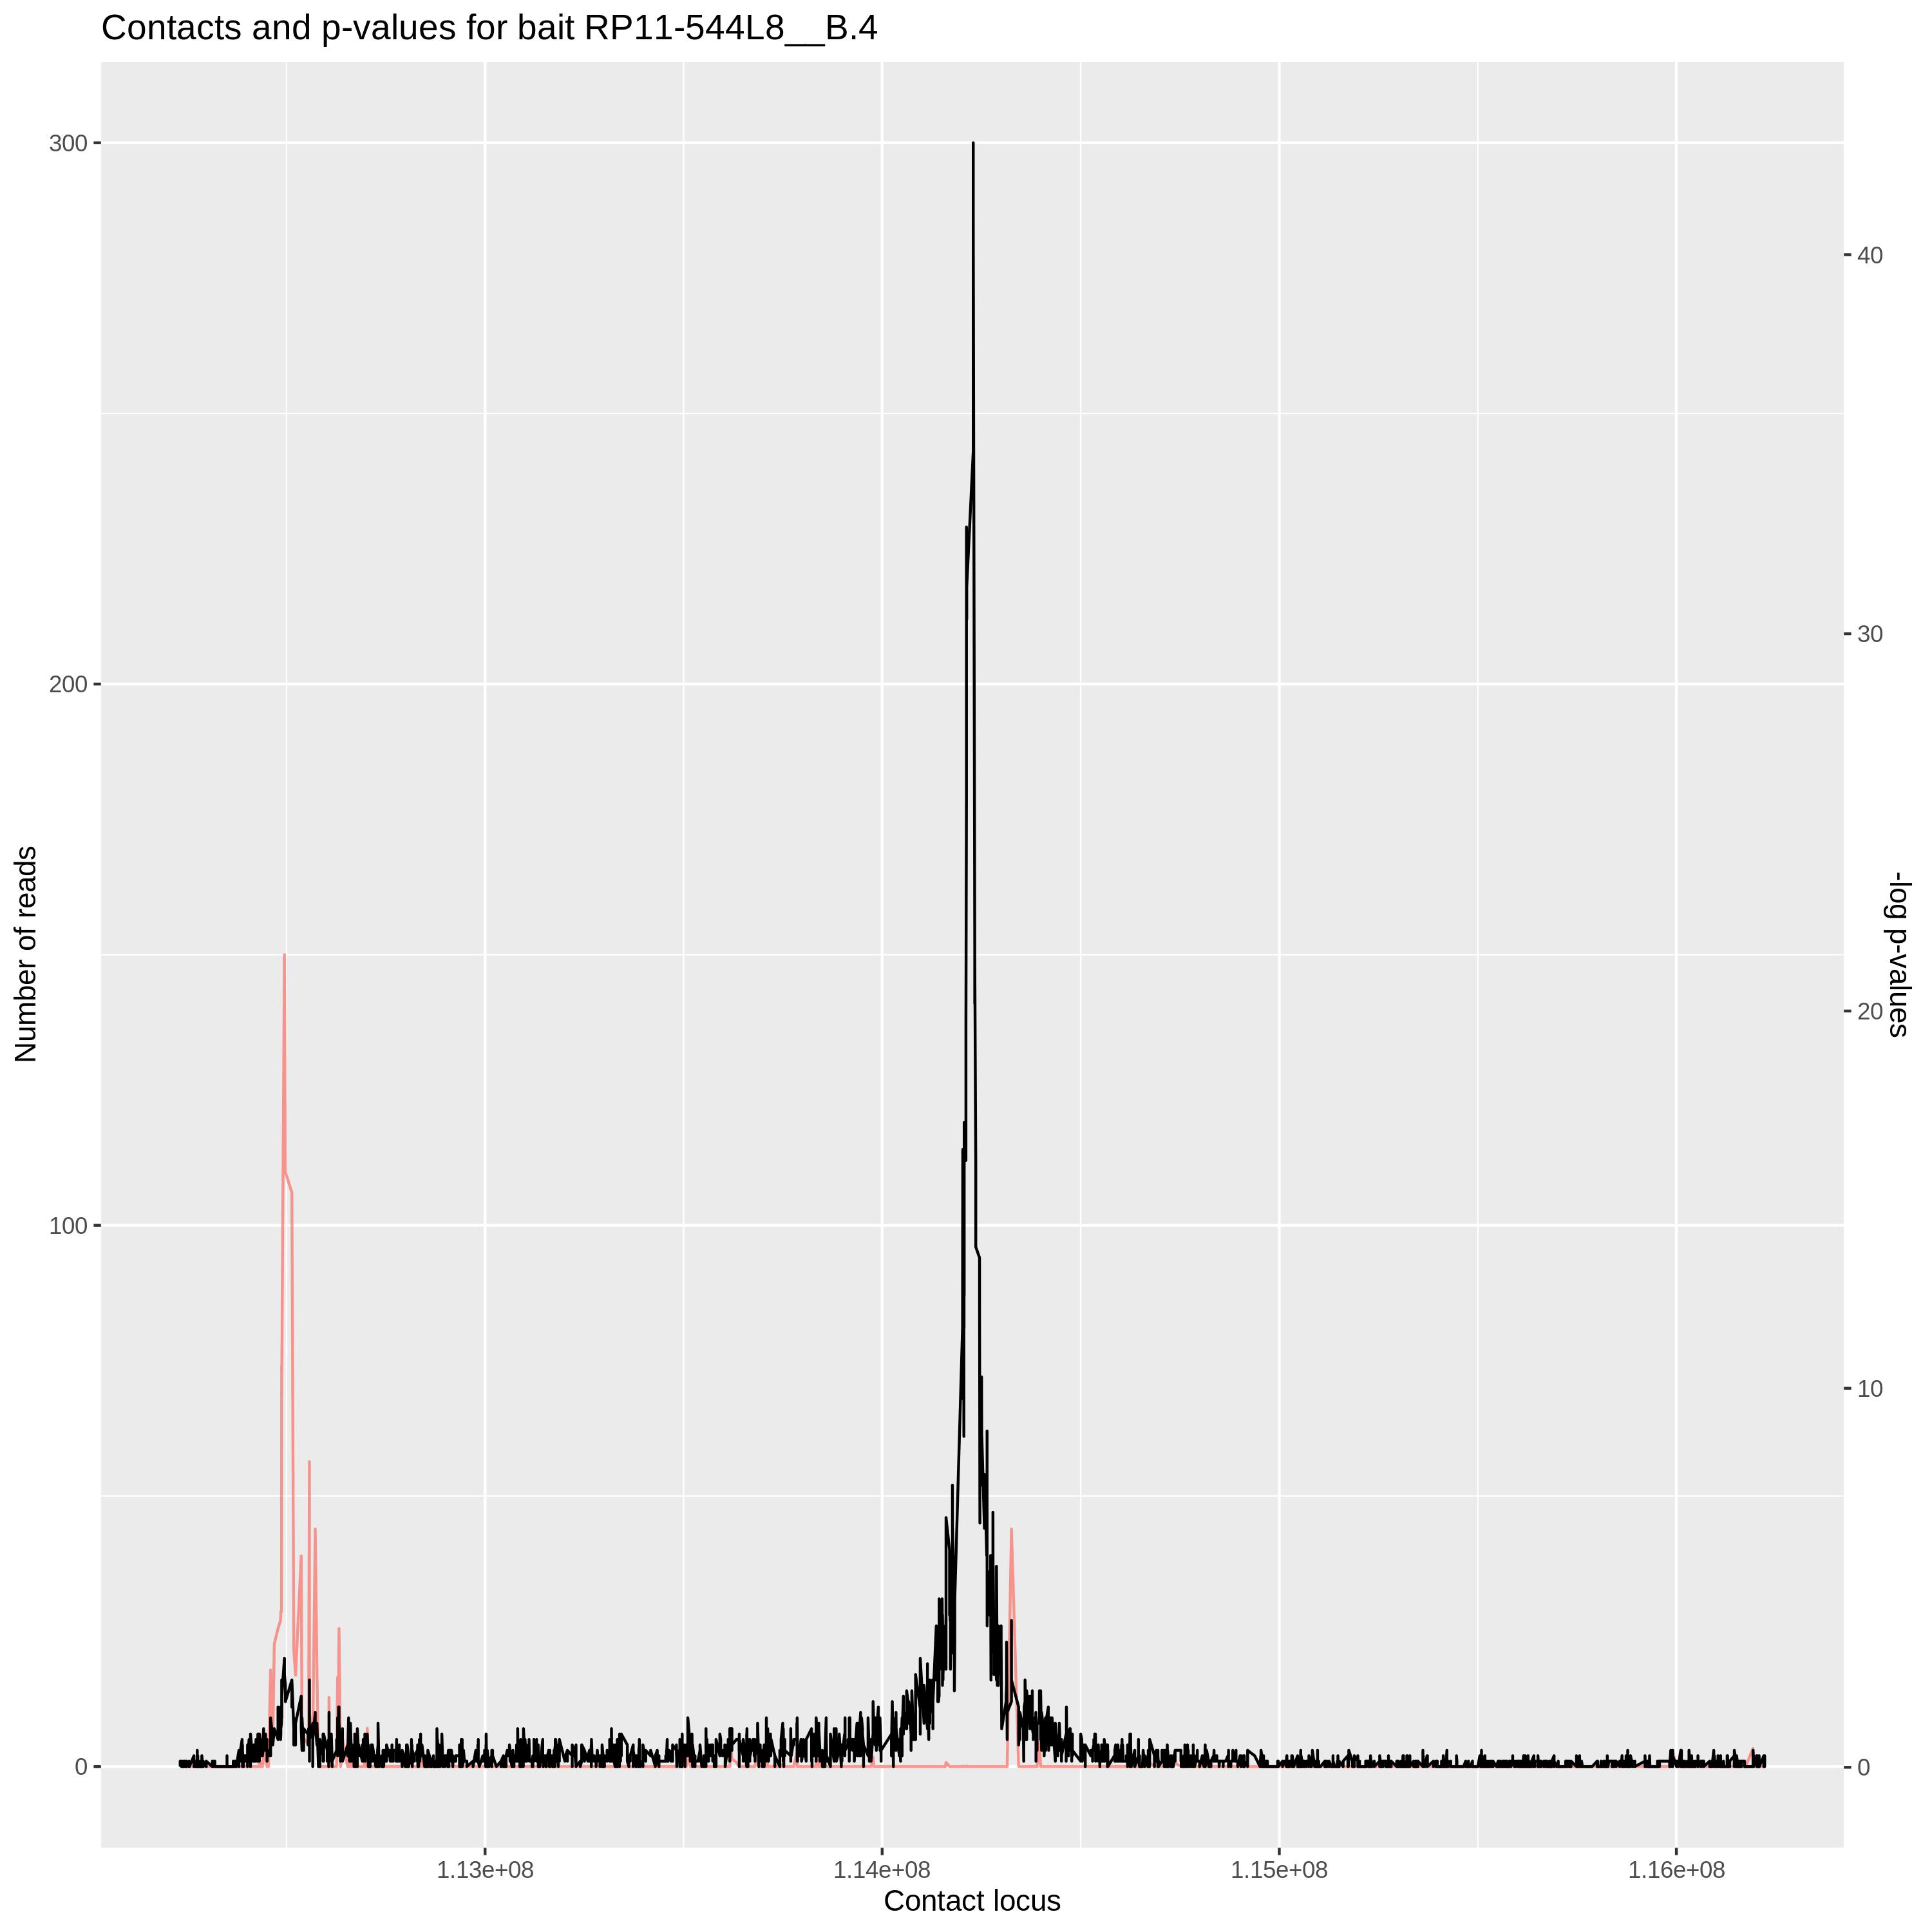 Contacts and p-values for bait RP11-544L8__B.4
300
200
100
0
Number of reads
40
30
20
10
0
-log p-values
1.13e+08
1.14e+08
1.15e+08
1.16e+08
Contact locus